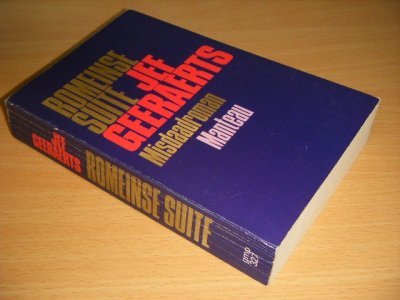 ROMEINSE
SUITE
JEF
GEERAERTS
Misdaadroman
Manteau
JEF
GEERAERTS
ROMEINSE SUITE